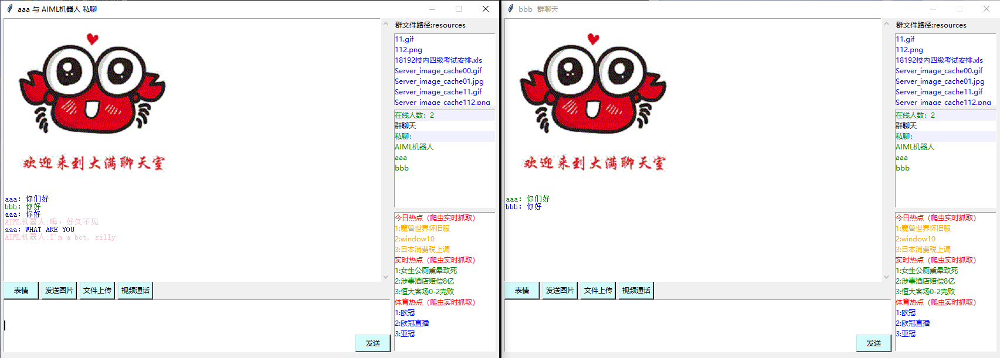 aaa 与 AIML机器人 私聊
欢迎来到大满聊天室
aaa: 你们好
bbb: 你好
aaa: 你好
AIML机器人:嗨，好久不见
aaa: WHAT ARE YOU
AIML机器人:I'm a bot, silly!
表情
发送图片
文件上传
视频通话
发送
群文件路径:resources
11.gif
112.png
18192校内四级考试安排.xls
Server_image_cache00.gif
Server_image_cache01.jpg
Server_image_cache11.gif
Server_image_cache112.png
在线人数: 2
群聊天
私聊:
AIML机器人
aaa
bbb
今日热点（爬虫实时抓取）
1:魔兽世界怀旧服
2:window10
3:日本消费税上调
实时热点（爬虫实时抓取）
1:女生公厕熏晕致死
2:涉事酒店赔偿8亿
3:恒大客场0-2完败
体育热点（爬虫实时抓取）
1:欧冠
2:欧冠直播
3:亚冠
bbb 群聊天
欢迎来到大满聊天室
aaa: 你们好
bbb: 你好
表情
发送图片
文件上传
视频通话
发送
群文件路径:resources
11.gif
112.png
18192校内四级考试安排.xls
Server_image_cache00.gif
Server_image_cache01.jpg
Server_image_cache11.gif
Server_image_cache112.png
在线人数: 2
群聊天
私聊:
AIML机器人
aaa
bbb
今日热点（爬虫实时抓取）
1:魔兽世界怀旧服
2:window10
3:日本消费税上调
实时热点（爬虫实时抓取）
1:女生公厕熏晕致死
2:涉事酒店赔偿8亿
3:恒大客场0-2完败
体育热点（爬虫实时抓取）
1:欧冠
2:欧冠直播
3:亚冠